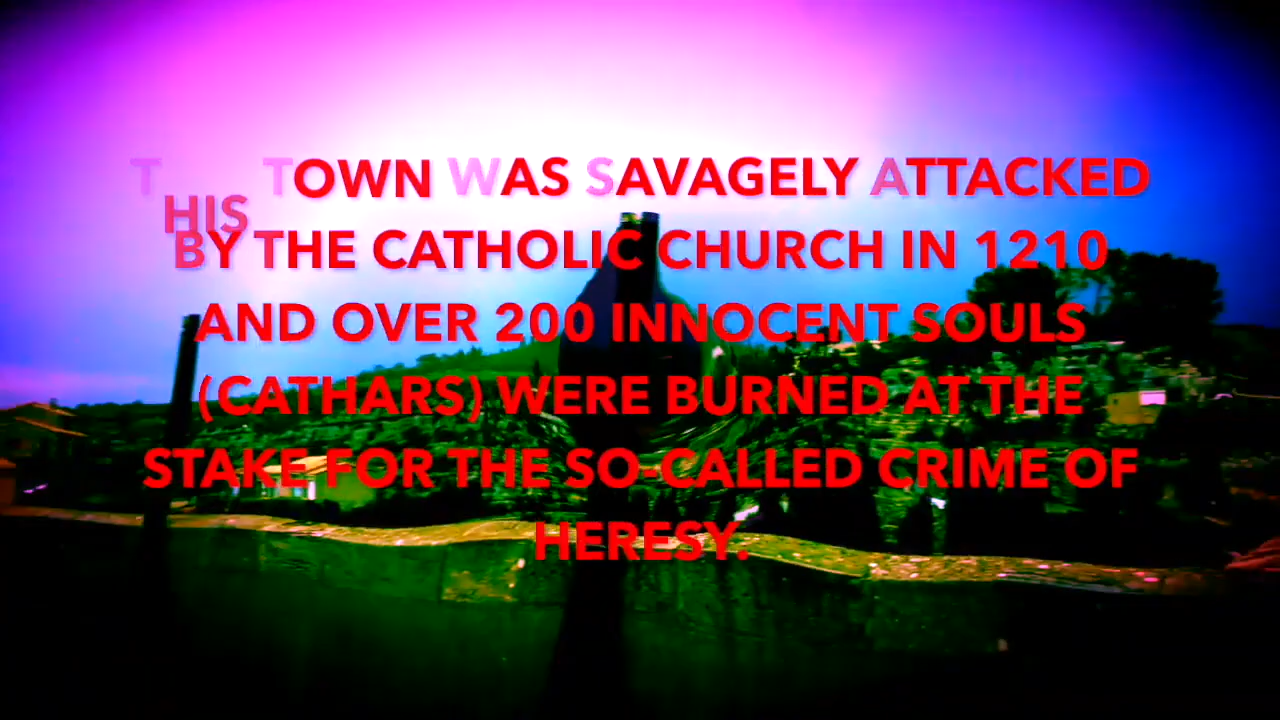 THIS TOWN WAS SAVAGELY ATTACKED
BY THE CATHOLIC CHURCH IN 1210
AND OVER 200 INNOCENT SOULS
(CATHARS) WERE BURNED AT THE
STAKE FOR THE SO-CALLED CRIME OF
HERESY.